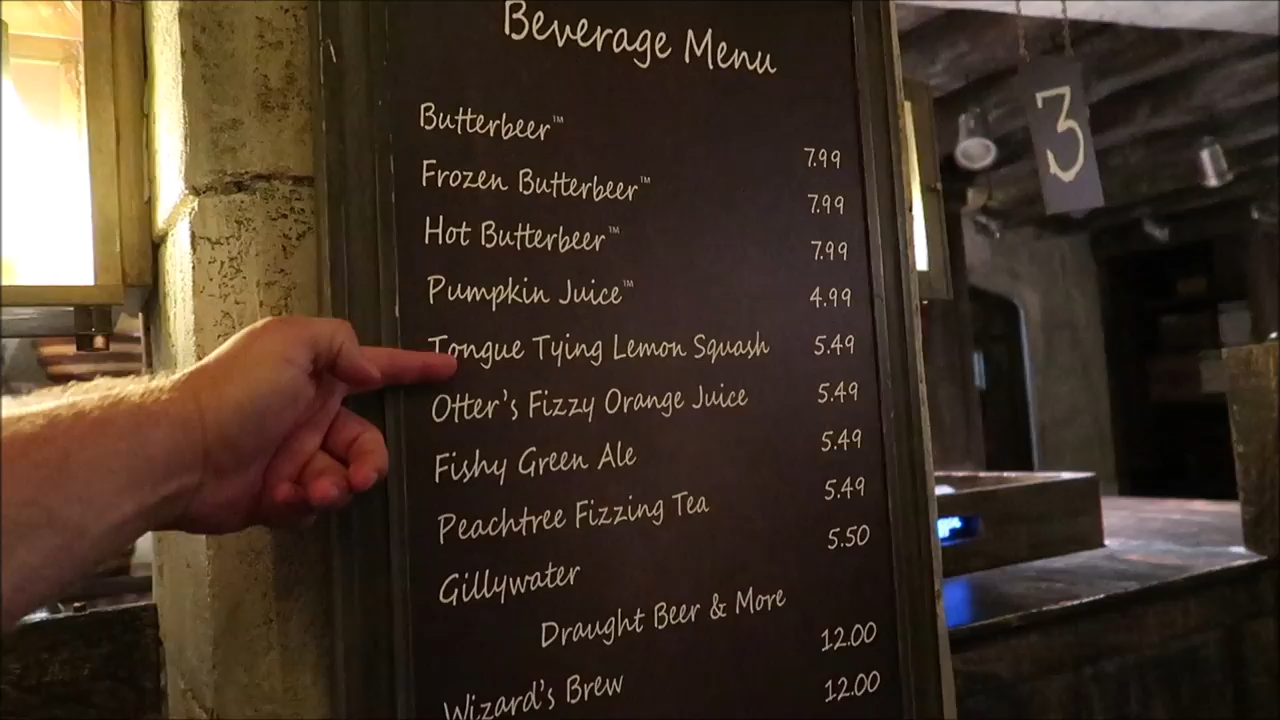 Beverage Menu
Butterbeer™ 7.99
Frozen Butterbeer™ 7.99
Hot Butterbeer™ 7.99
Pumpkin Juice™ 4.99
Tongue Tying Lemon Squash 5.49
Otter's Fizzy Orange Juice 5.49
Fishy Green Ale 5.49
Peachtree Fizzing Tea 5.49
Gillywater 5.50
Draught Beer & More
Wizard's Brew 12.00
12.00
3